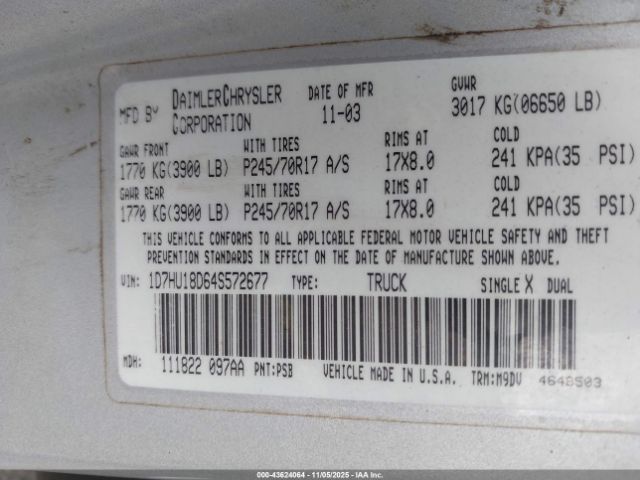 MFD BY DAIMLERCHRYSLER CORPORATION DATE OF MFR 11-03 GVWR 3017 KG(06650 LB)
GAWR FRONT WITH TIRES RIMS AT COLD
1770 KG(3900 LB) P245/70R17 A/S 17X8.0 241 KPA(35 PSI)
GAWR REAR WITH TIRES RIMS AT COLD
1770 KG(3900 LB) P245/70R17 A/S 17X8.0 241 KPA(35 PSI)
THIS VEHICLE CONFORMS TO ALL APPLICABLE FEDERAL MOTOR VEHICLE SAFETY AND THEFT
PREVENTION STANDARDS IN EFFECT ON THE DATE OF MANUFACTURE SHOWN ABOVE.
VIN: 1D7HU18D64S572677 TYPE: TRUCK SINGLE X DUAL
MDH: 111822 097AA PNT:PSB VEHICLE MADE IN U.S.A. TRM:M9DV 4648503
000-43624064 | 11/05/2025 - IAAI.COM